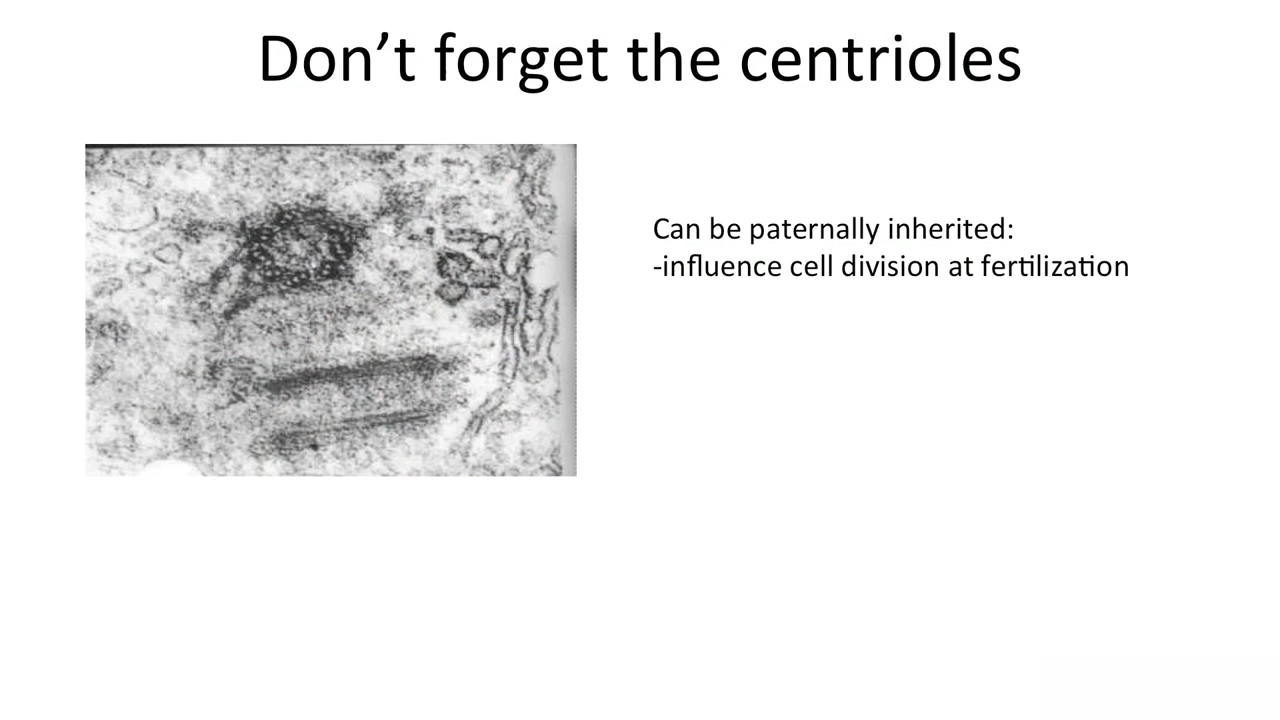 Don’t forget the centrioles
Can be paternally inherited:
-influence cell division at fertilization